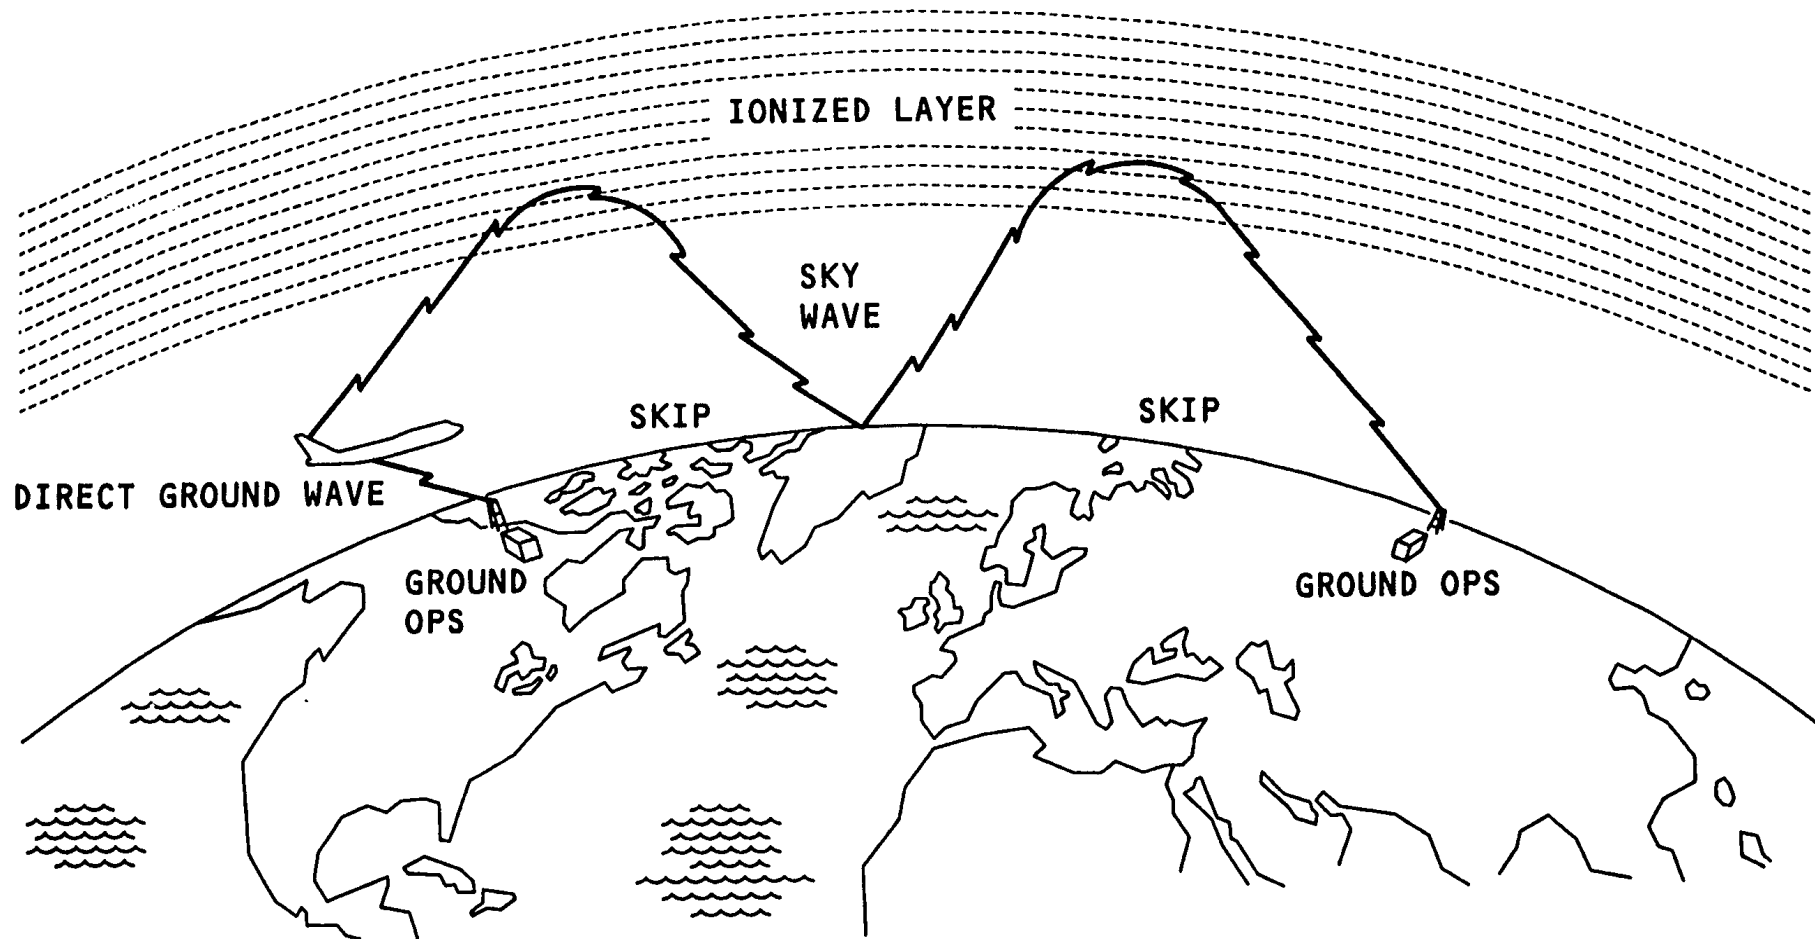 IONIZED LAYER
SKY
WAVE
SKIP
SKIP
DIRECT GROUND WAVE
GROUND
OPS
GROUND OPS